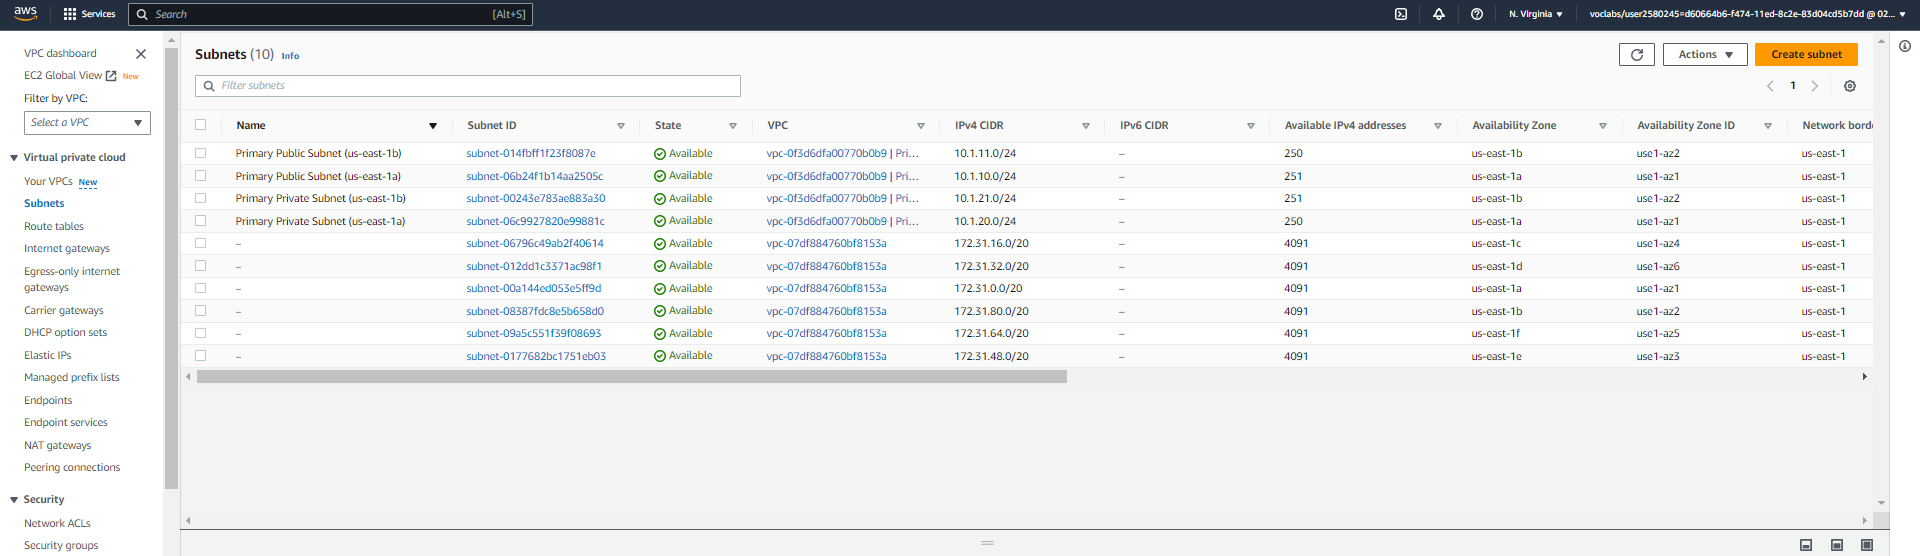 aws Services Search [Alt+S] N. Virginia voclabs/user2580245=d60664b6-f474-11ed-8c2e-83d04cd5b7dd @ 02...
VPC dashboard
EC2 Global View New
Filter by VPC:
Select a VPC
Virtual private cloud
Your VPCs New
Subnets
Route tables
Internet gateways
Egress-only internet
gateways
Carrier gateways
DHCP option sets
Elastic IPs
Managed prefix lists
Endpoints
Endpoint services
NAT gateways
Peering connections
Security
Network ACLs
Security groups
Subnets (10) Info
Actions Create subnet
Filter subnets
1
Name Subnet ID State VPC IPv4 CIDR IPv6 CIDR Available IPv4 addresses Availability Zone Availability Zone ID Network borde
Primary Public Subnet (us-east-1b) subnet-014fbff1f23f8087e Available vpc-0f3d6dfa00770b0b9 | Pri... 10.1.11.0/24 – 250 us-east-1b use1-az2 us-east-1
Primary Public Subnet (us-east-1a) subnet-06b24f1b14aa2505c Available vpc-0f3d6dfa00770b0b9 | Pri... 10.1.10.0/24 – 251 us-east-1a use1-az1 us-east-1
Primary Private Subnet (us-east-1b) subnet-00243e783ae883a30 Available vpc-0f3d6dfa00770b0b9 | Pri... 10.1.21.0/24 – 251 us-east-1b use1-az2 us-east-1
Primary Private Subnet (us-east-1a) subnet-06c9927820e99881c Available vpc-0f3d6dfa00770b0b9 | Pri... 10.1.20.0/24 – 250 us-east-1a use1-az1 us-east-1
– subnet-06796c49ab2f40614 Available vpc-07df884760bf8153a 172.31.16.0/20 – 4091 us-east-1c use1-az4 us-east-1
– subnet-012dd1c3371ac98f1 Available vpc-07df884760bf8153a 172.31.32.0/20 – 4091 us-east-1d use1-az6 us-east-1
– subnet-00a144ed053e5ff9d Available vpc-07df884760bf8153a 172.31.0.0/20 – 4091 us-east-1a use1-az1 us-east-1
– subnet-08387fdc8e5b658d0 Available vpc-07df884760bf8153a 172.31.80.0/20 – 4091 us-east-1b use1-az2 us-east-1
– subnet-09a5c551f39f08693 Available vpc-07df884760bf8153a 172.31.64.0/20 – 4091 us-east-1f use1-az5 us-east-1
– subnet-0177682bc1751eb03 Available vpc-07df884760bf8153a 172.31.48.0/20 – 4091 us-east-1e use1-az3 us-east-1